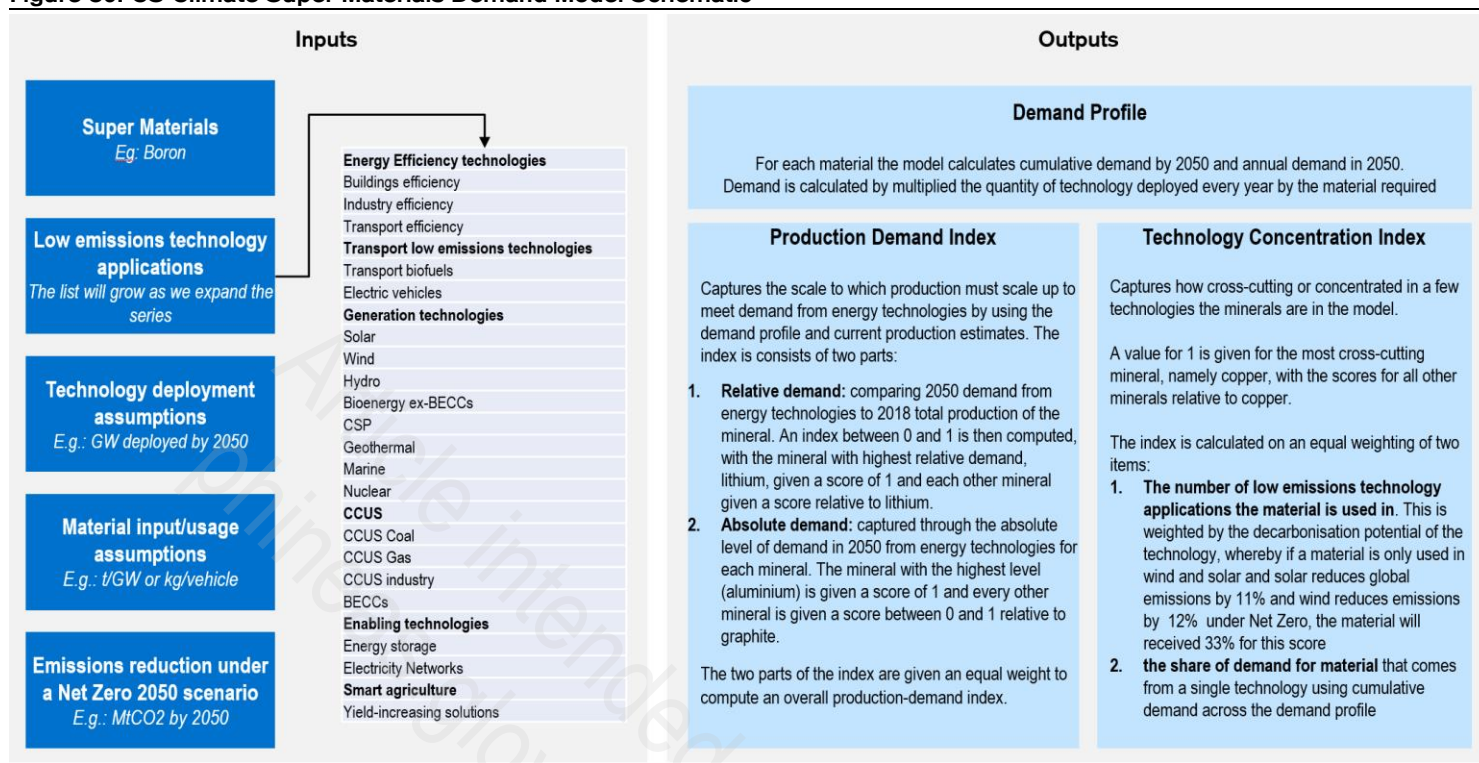 Inputs
Super Materials
Eg: Boron
Low emissions technology
applications
The list will grow as we expand the
series
Technology deployment
assumptions
E.g.: GW deployed by 2050
Material input/usage
assumptions
E.g.: t/GW or kg/vehicle
Emissions reduction under
a Net Zero 2050 scenario
E.g.: MtCO2 by 2050
Energy Efficiency technologies
Buildings efficiency
Industry efficiency
Transport efficiency
Transport low emissions technologies
Transport biofuels
Electric vehicles
Generation technologies
Solar
Wind
Hydro
Bioenergy ex-BECCs
CSP
Geothermal
Marine
Nuclear
CCUS
CCUS Coal
CCUS Gas
CCUS industry
BECCs
Enabling technologies
Energy storage
Electricity Networks
Smart agriculture
Yield-increasing solutions
Outputs
Demand Profile
For each material the model calculates cumulative demand by 2050 and annual demand in 2050.
Demand is calculated by multiplied the quantity of technology deployed every year by the material required
Production Demand Index
Captures the scale to which production must scale up to
meet demand from energy technologies by using the
demand profile and current production estimates. The
index is consists of two parts:
1. Relative demand: comparing 2050 demand from
energy technologies to 2018 total production of the
mineral. An index between 0 and 1 is then computed,
with the mineral with highest relative demand,
lithium, given a score of 1 and each other mineral
given a score relative to lithium.
2. Absolute demand: captured through the absolute
level of demand in 2050 from energy technologies for
each mineral. The mineral with the highest level
(aluminium) is given a score of 1 and every other
mineral is given a score between 0 and 1 relative to
graphite.
The two parts of the index are given an equal weight to
compute an overall production-demand index.
Technology Concentration Index
Captures how cross-cutting or concentrated in a few
technologies the minerals are in the model.
A value for 1 is given for the most cross-cutting
mineral, namely copper, with the scores for all other
minerals relative to copper.
The index is calculated on an equal weighting of two
items:
1. The number of low emissions technology
applications the material is used in. This is
weighted by the decarbonisation potential of the
technology, whereby if a material is only used in
wind and solar and solar reduces global
emissions by 11% and wind reduces emissions
by 12% under Net Zero, the material will
received 33% for this score
2. the share of demand for material that comes
from a single technology using cumulative
demand across the demand profile